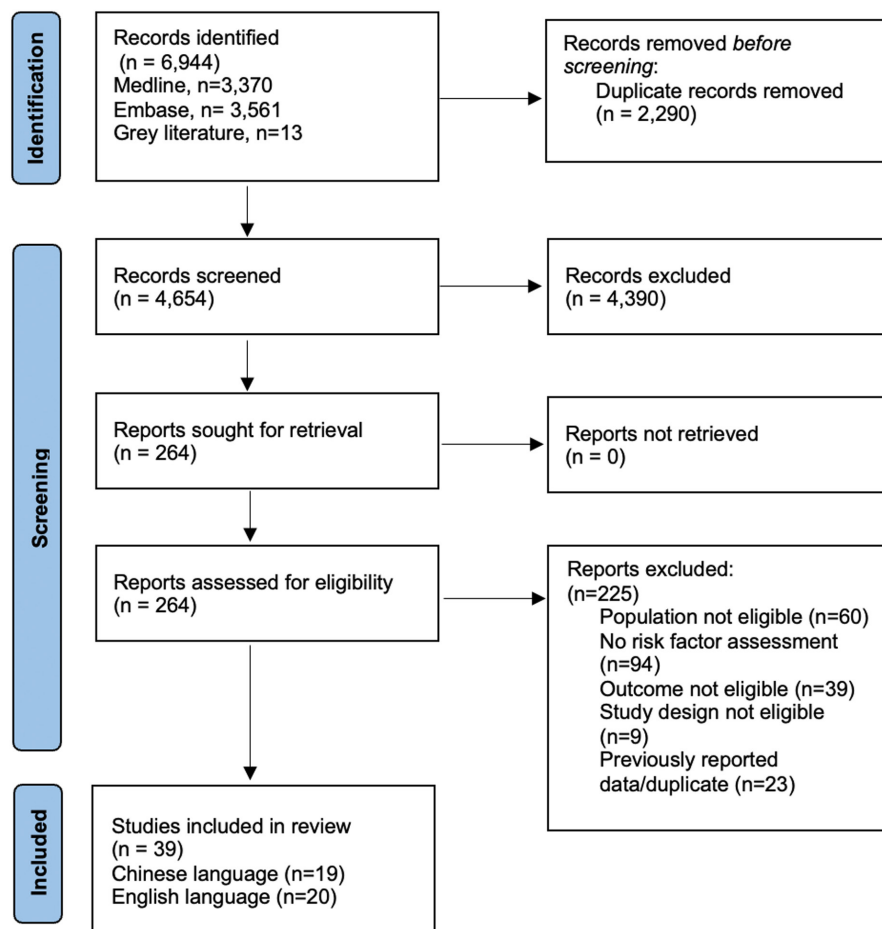 Identification
Records identified
(n = 6,944)
Medline, n=3,370
Embase, n= 3,561
Grey literature, n=13
Records removed before
screening:
Duplicate records removed
(n = 2,290)
Screening
Records screened
(n = 4,654)
Records excluded
(n = 4,390)
Reports sought for retrieval
(n = 264)
Reports not retrieved
(n = 0)
Reports assessed for eligibility
(n = 264)
Reports excluded:
(n=225)
Population not eligible (n=60)
No risk factor assessment
(n=94)
Outcome not eligible (n=39)
Study design not eligible
(n=9)
Previously reported
data/duplicate (n=23)
Included
Studies included in review
(n = 39)
Chinese language (n=19)
English language (n=20)